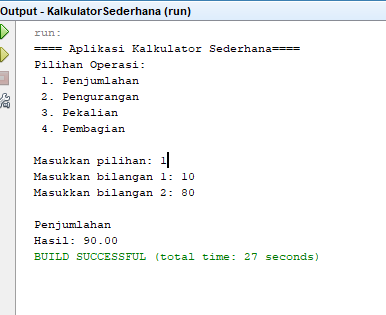 Output - KalkulatorSederhana (run)
run:
==== Aplikasi Kalkulator Sederhana====
Pilihan Operasi:
1. Penjumlahan
2. Pengurangan
3. Pekalian
4. Pembagian
Masukkan pilihan: 1
Masukkan bilangan 1: 10
Masukkan bilangan 2: 80
Penjumlahan
Hasil: 90.00
BUILD SUCCESSFUL (total time: 27 seconds)